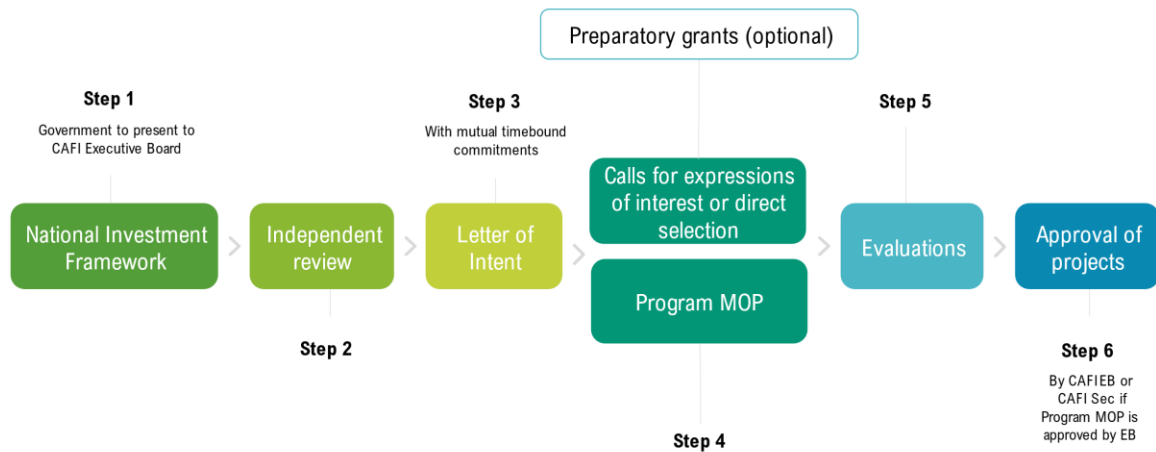 Preparatory grants (optional)
Step 1
Government to present to
CAFI Executive Board
National Investment
Framework
Independent
review
Step 2
Step 3
With mutual timebound
commitments
Letter of
Intent
Calls for expressions
of interest or direct
selection
Program MOP
Step 4
Step 5
Evaluations
Approval of
projects
Step 6
By CAFIEB or
CAFI Sec if
Program MOP is
approved by EB